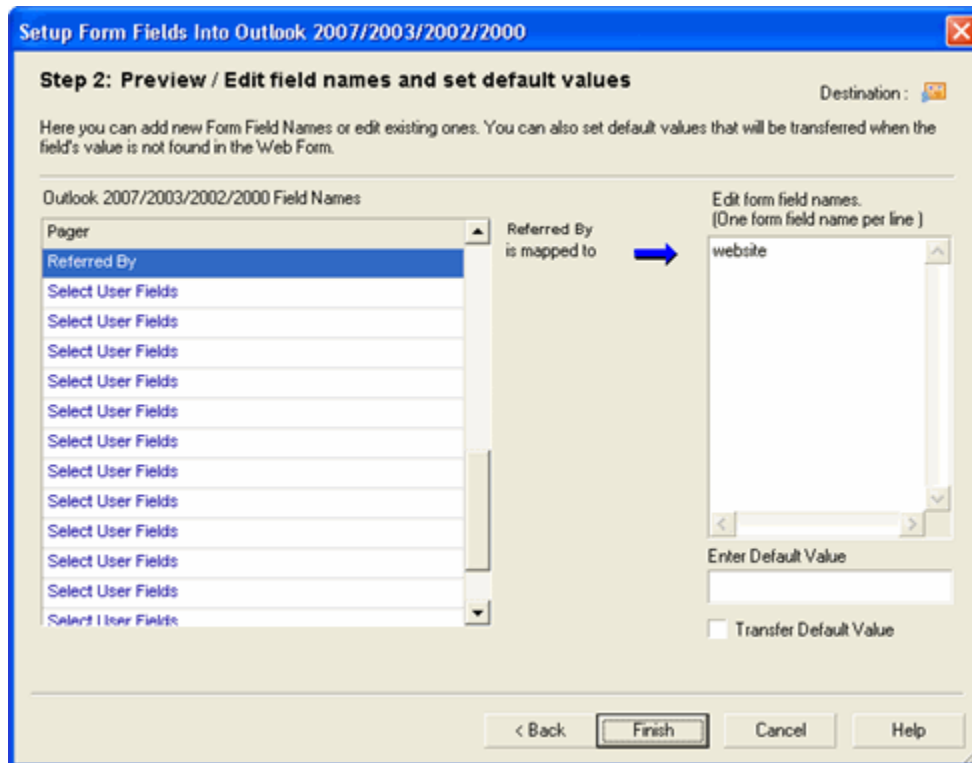 Setup Form Fields Into Outlook 2007/2003/2002/2000
Step 2: Preview / Edit field names and set default values
Destination :
Here you can add new Form Field Names or edit existing ones. You can also set default values that will be transferred when the
field's value is not found in the Web Form.
Outlook 2007/2003/2002/2000 Field Names
Pager
Referred By
Select User Fields
Select User Fields
Select User Fields
Select User Fields
Select User Fields
Select User Fields
Select User Fields
Select User Fields
Select User Fields
Select User Fields
Select User Fields
Select User Fields
Referred By
is mapped to
Edit form field names.
(One form field name per line )
website
Enter Default Value
Transfer Default Value
< Back
Finish
Cancel
Help